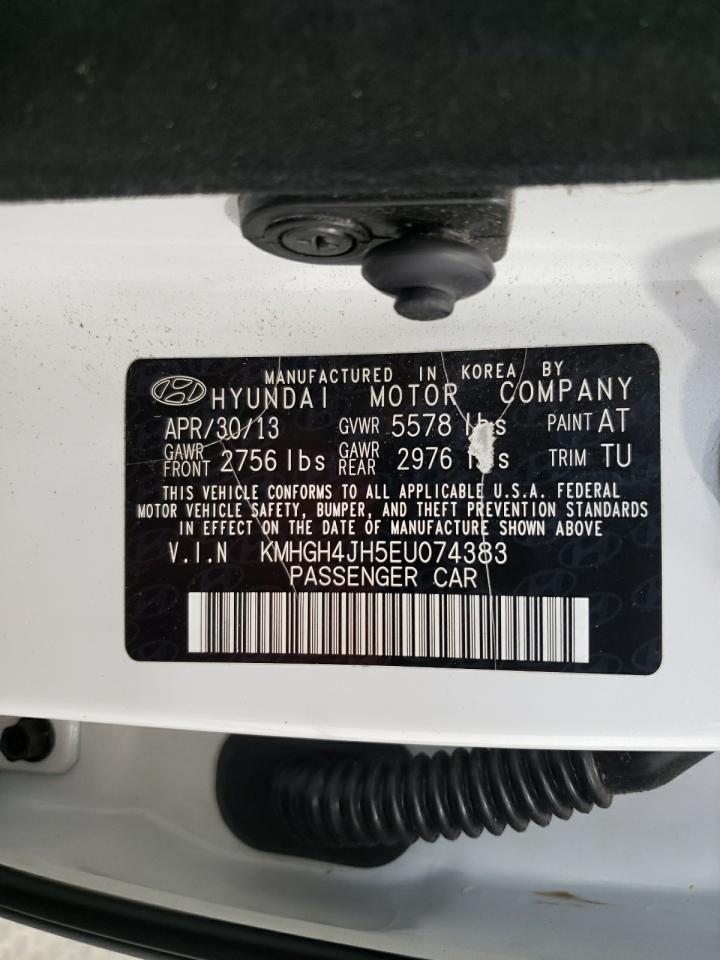 MANUFACTURED IN KOREA BY
HYUNDAI MOTOR COMPANY
APR/30/13 GVWR 5578 lbs PAINT AT
GAWR FRONT 2756 lbs GAWR REAR 2976 lbs TRIM TU
THIS VEHICLE CONFORMS TO ALL APPLICABLE U.S.A. FEDERAL
MOTOR VEHICLE SAFETY, BUMPER, AND THEFT PREVENTION STANDARDS
IN EFFECT ON THE DATE OF MANUFACTURE SHOWN ABOVE
V.I.N KMHGH4JH5EU074383
PASSENGER CAR